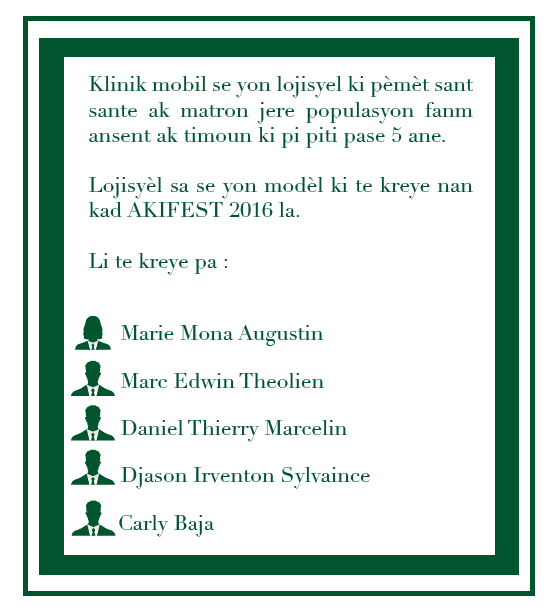 Klinik mobil se yon lojisyel ki pèmèt sant
sante ak matron jere populasyon fanm
ansent ak timoun ki pi piti pase 5 ane.
Lojisyèl sa se yon modèl ki te kreye nan
kad AKIFEST 2016 la.
Li te kreye pa :
Marie Mona Augustin
Marc Edwin Theolien
Daniel Thierry Marcelin
Djason Irventon Sylvaince
Carly Baja